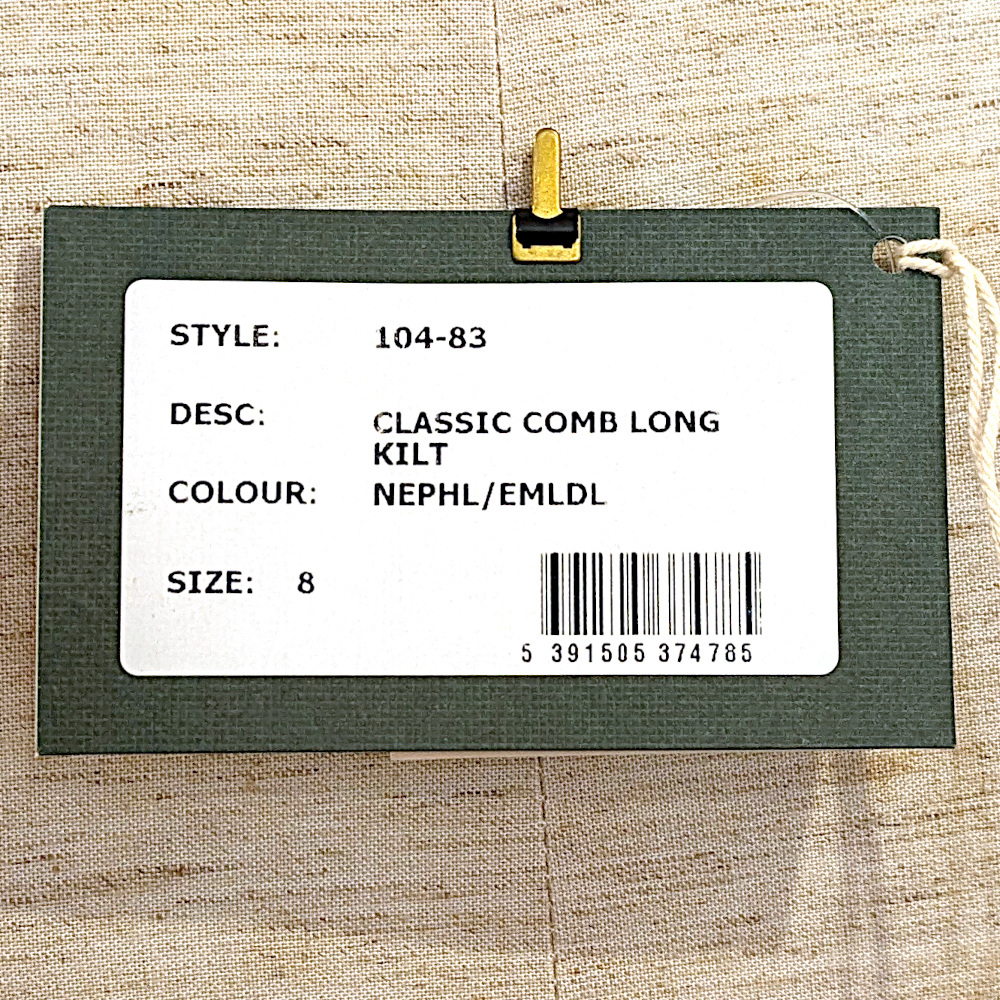 STYLE: 104-83
DESC: CLASSIC COMB LONG
KILT
COLOUR: NEPHL/EMLDL
SIZE: 8
5 391505 374785